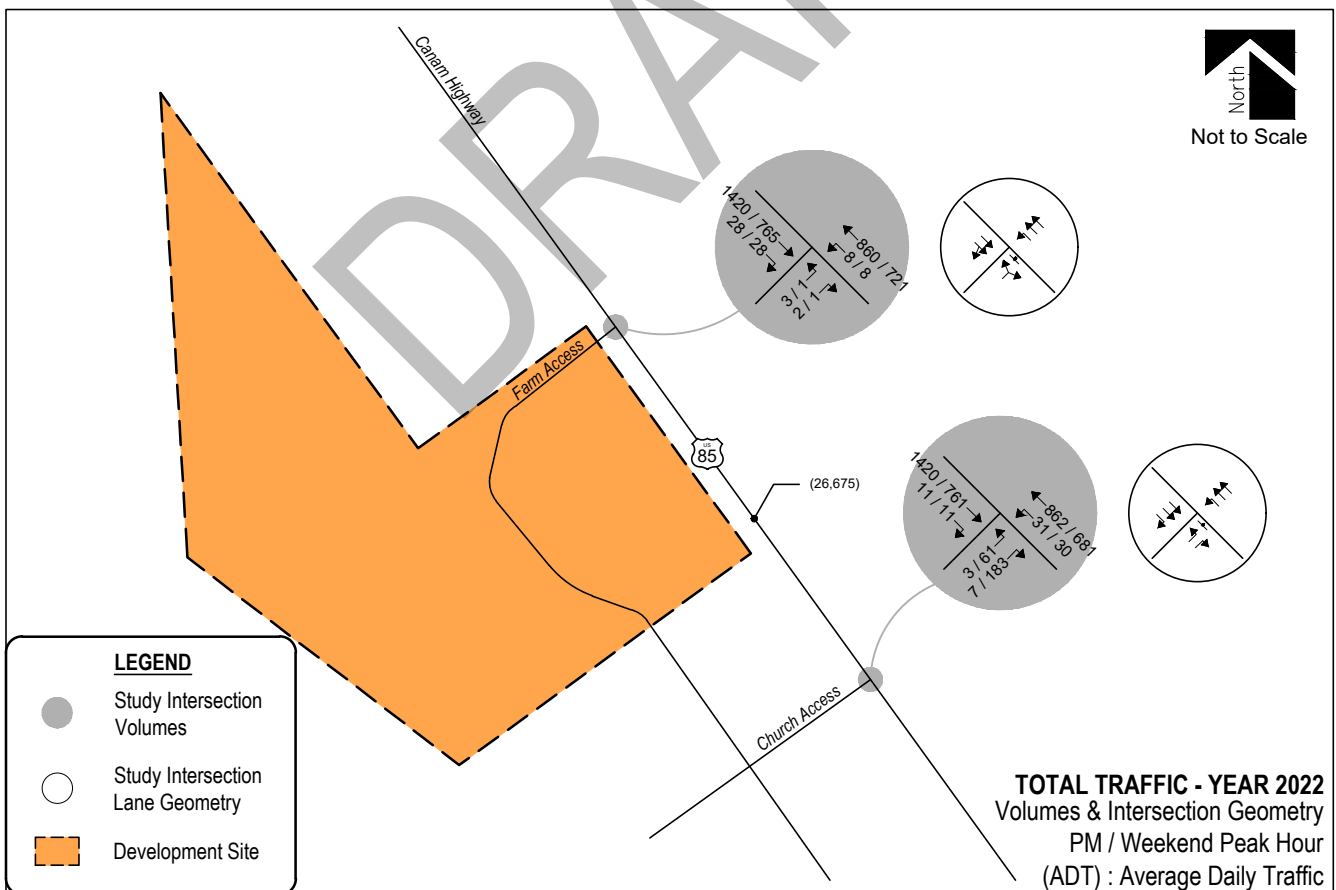 DRA
Canam Highway
North
Not to Scale
1420 / 765
28 / 28
860 / 721
8 / 8
3 / 1
2 / 1
Farm Access
US
85
(26,675)
1420 / 761
11 / 11
862 / 681
31 / 30
3 / 61
7 / 183
Church Access
LEGEND
Study Intersection
Volumes
Study Intersection
Lane Geometry
Development Site
TOTAL TRAFFIC - YEAR 2022
Volumes & Intersection Geometry
PM / Weekend Peak Hour
(ADT) : Average Daily Traffic